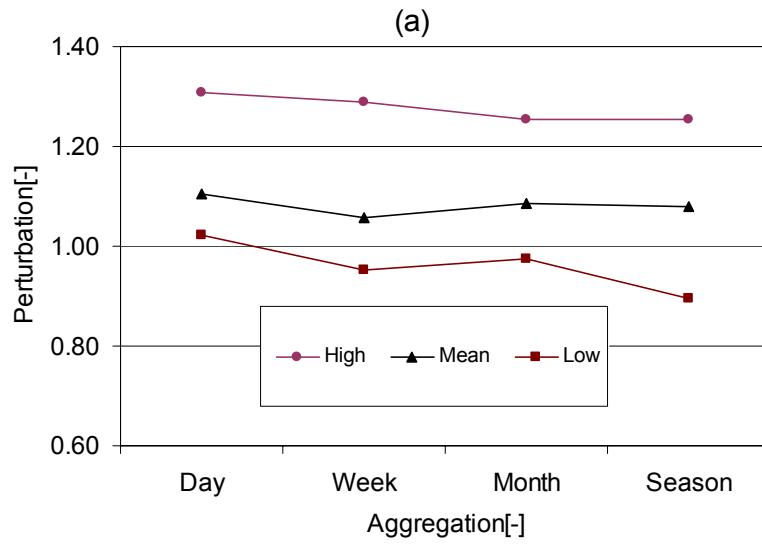 (a)
1.40
1.20
1.00
0.80
0.60
Perturbation[-]
High Mean Low
Day Week Month Season
Aggregation[-]